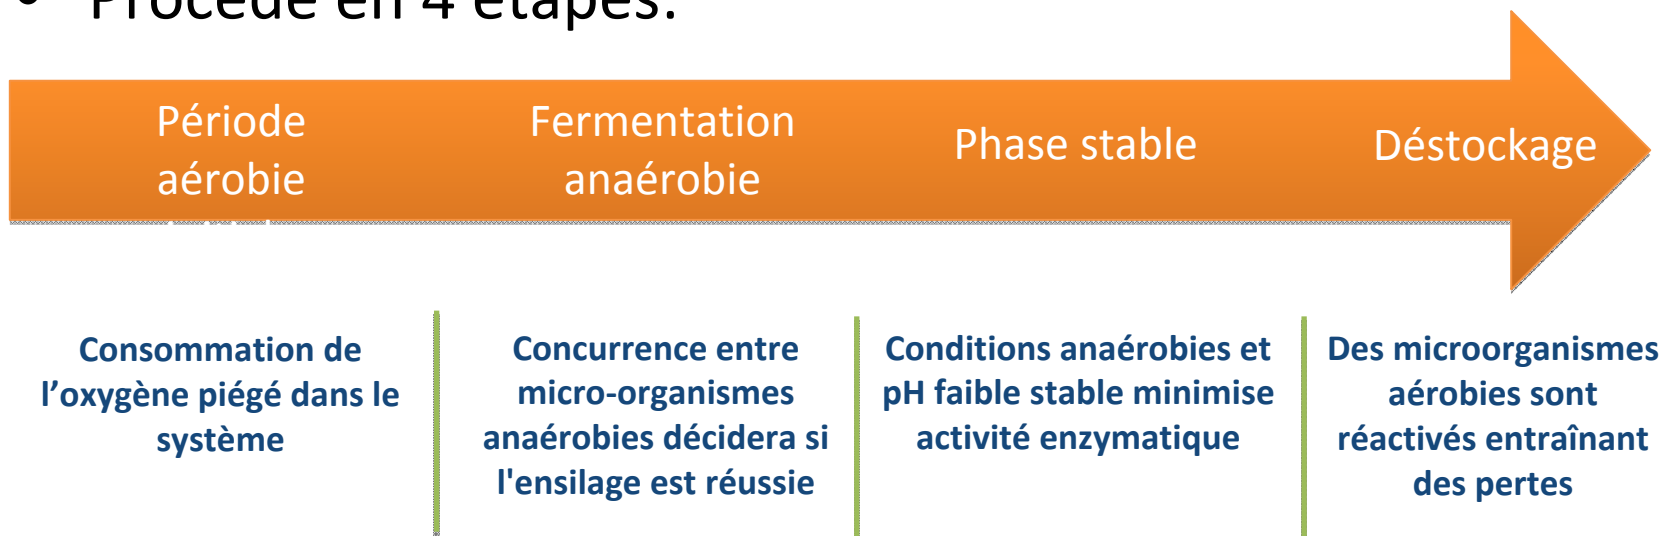 • Procédé en 4 étapes:
Période
aérobie
Fermentation
anaérobie
Phase stable
Déstockage
Consommation de
l’oxygène piégé dans le
système
Concurrence entre
micro-organismes
anaérobies décidera si
l'ensilage est réussie
Conditions anaérobies et
pH faible stable minimise
activité enzymatique
Des microorganismes
aérobies sont
réactivés entraînant
des pertes